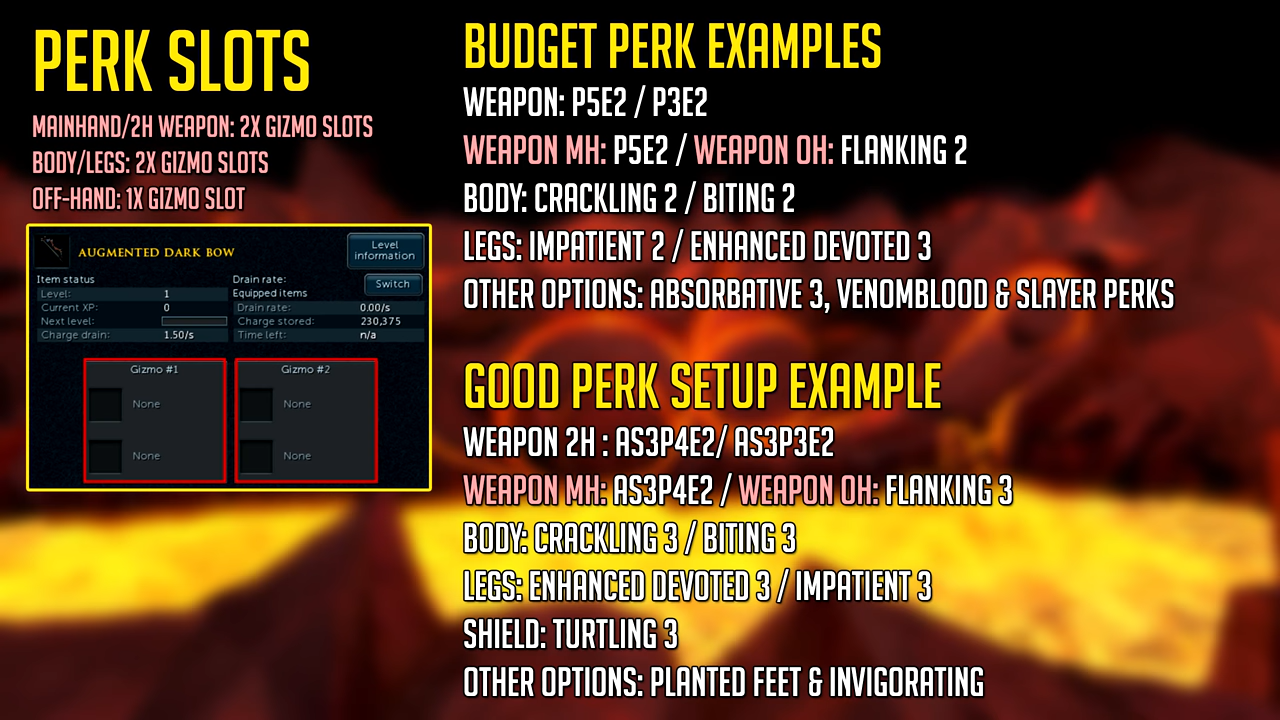 PERK SLOTS
MAINHAND/2H WEAPON: 2X GIZMO SLOTS
BODY/LEGS: 2X GIZMO SLOTS
OFF-HAND: 1X GIZMO SLOT
AUGMENTED DARK BOW
Level information
Item status
Level: 1
Current XP: 0
Next level:
Charge drain: 1.50/s
Drain rate:
Switch
Equipped items
Drain rate: 0.00/s
Charge stored: 230,375
Time left: n/a
Gizmo #1
None
None
Gizmo #2
None
None
BUDGET PERK EXAMPLES
WEAPON: P5E2 / P3E2
WEAPON MH: P5E2 / WEAPON OH: FLANKING 2
BODY: CRACKLING 2 / BITING 2
LEGS: IMPATIENT 2 / ENHANCED DEVOTED 3
OTHER OPTIONS: ABSORBATIVE 3, VENOMBLOOD & SLAYER PERKS
GOOD PERK SETUP EXAMPLE
WEAPON 2H : AS3P4E2/ AS3P3E2
WEAPON MH: AS3P4E2 / WEAPON OH: FLANKING 3
BODY: CRACKLING 3 / BITING 3
LEGS: ENHANCED DEVOTED 3 / IMPATIENT 3
SHIELD: TURTLING 3
OTHER OPTIONS: PLANTED FEET & INVIGORATING